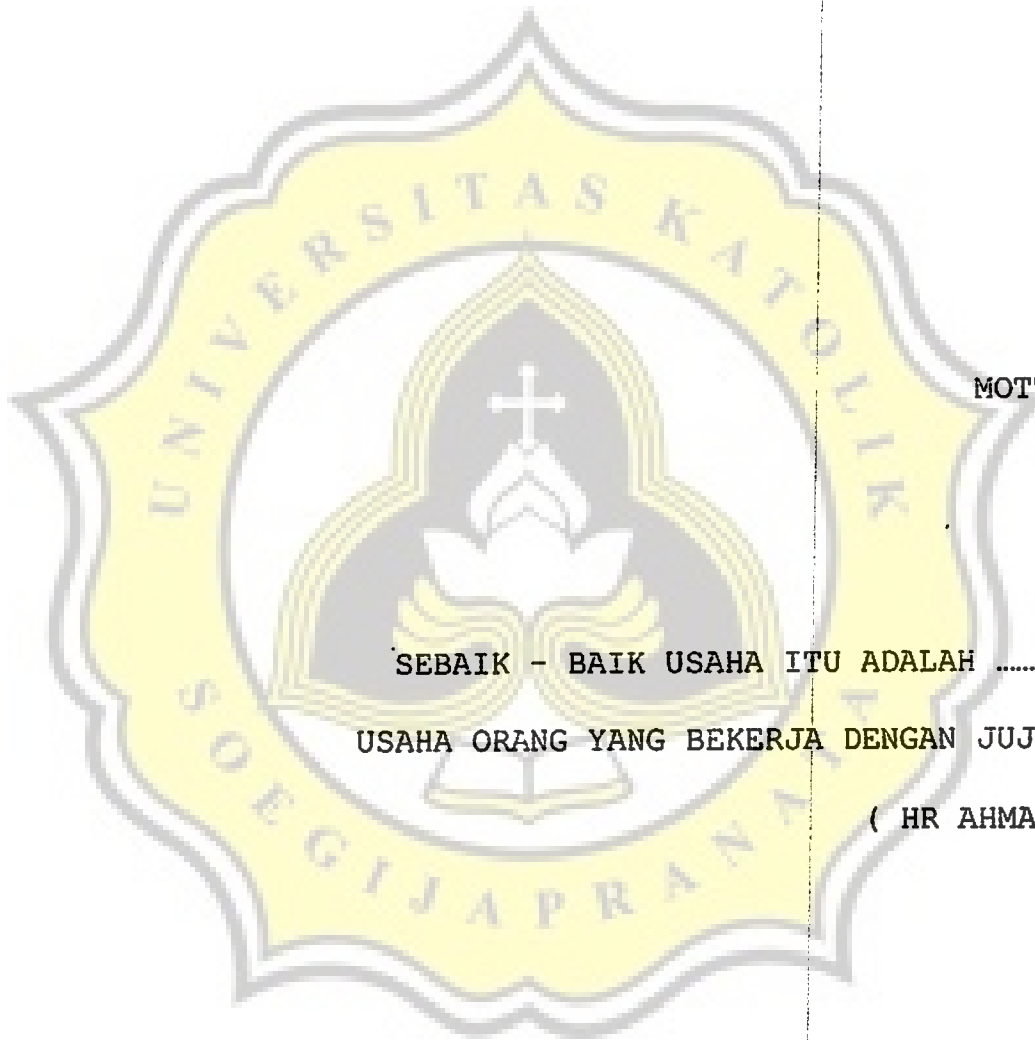 UNIVERSITAS KATOLIK
MOT
SEBAIK - BAIK USAHA ITU ADALAH ......
USAHA ORANG YANG BEKERJA DENGAN JUJ
( HR AHMA
SOEGIJAPRANATA